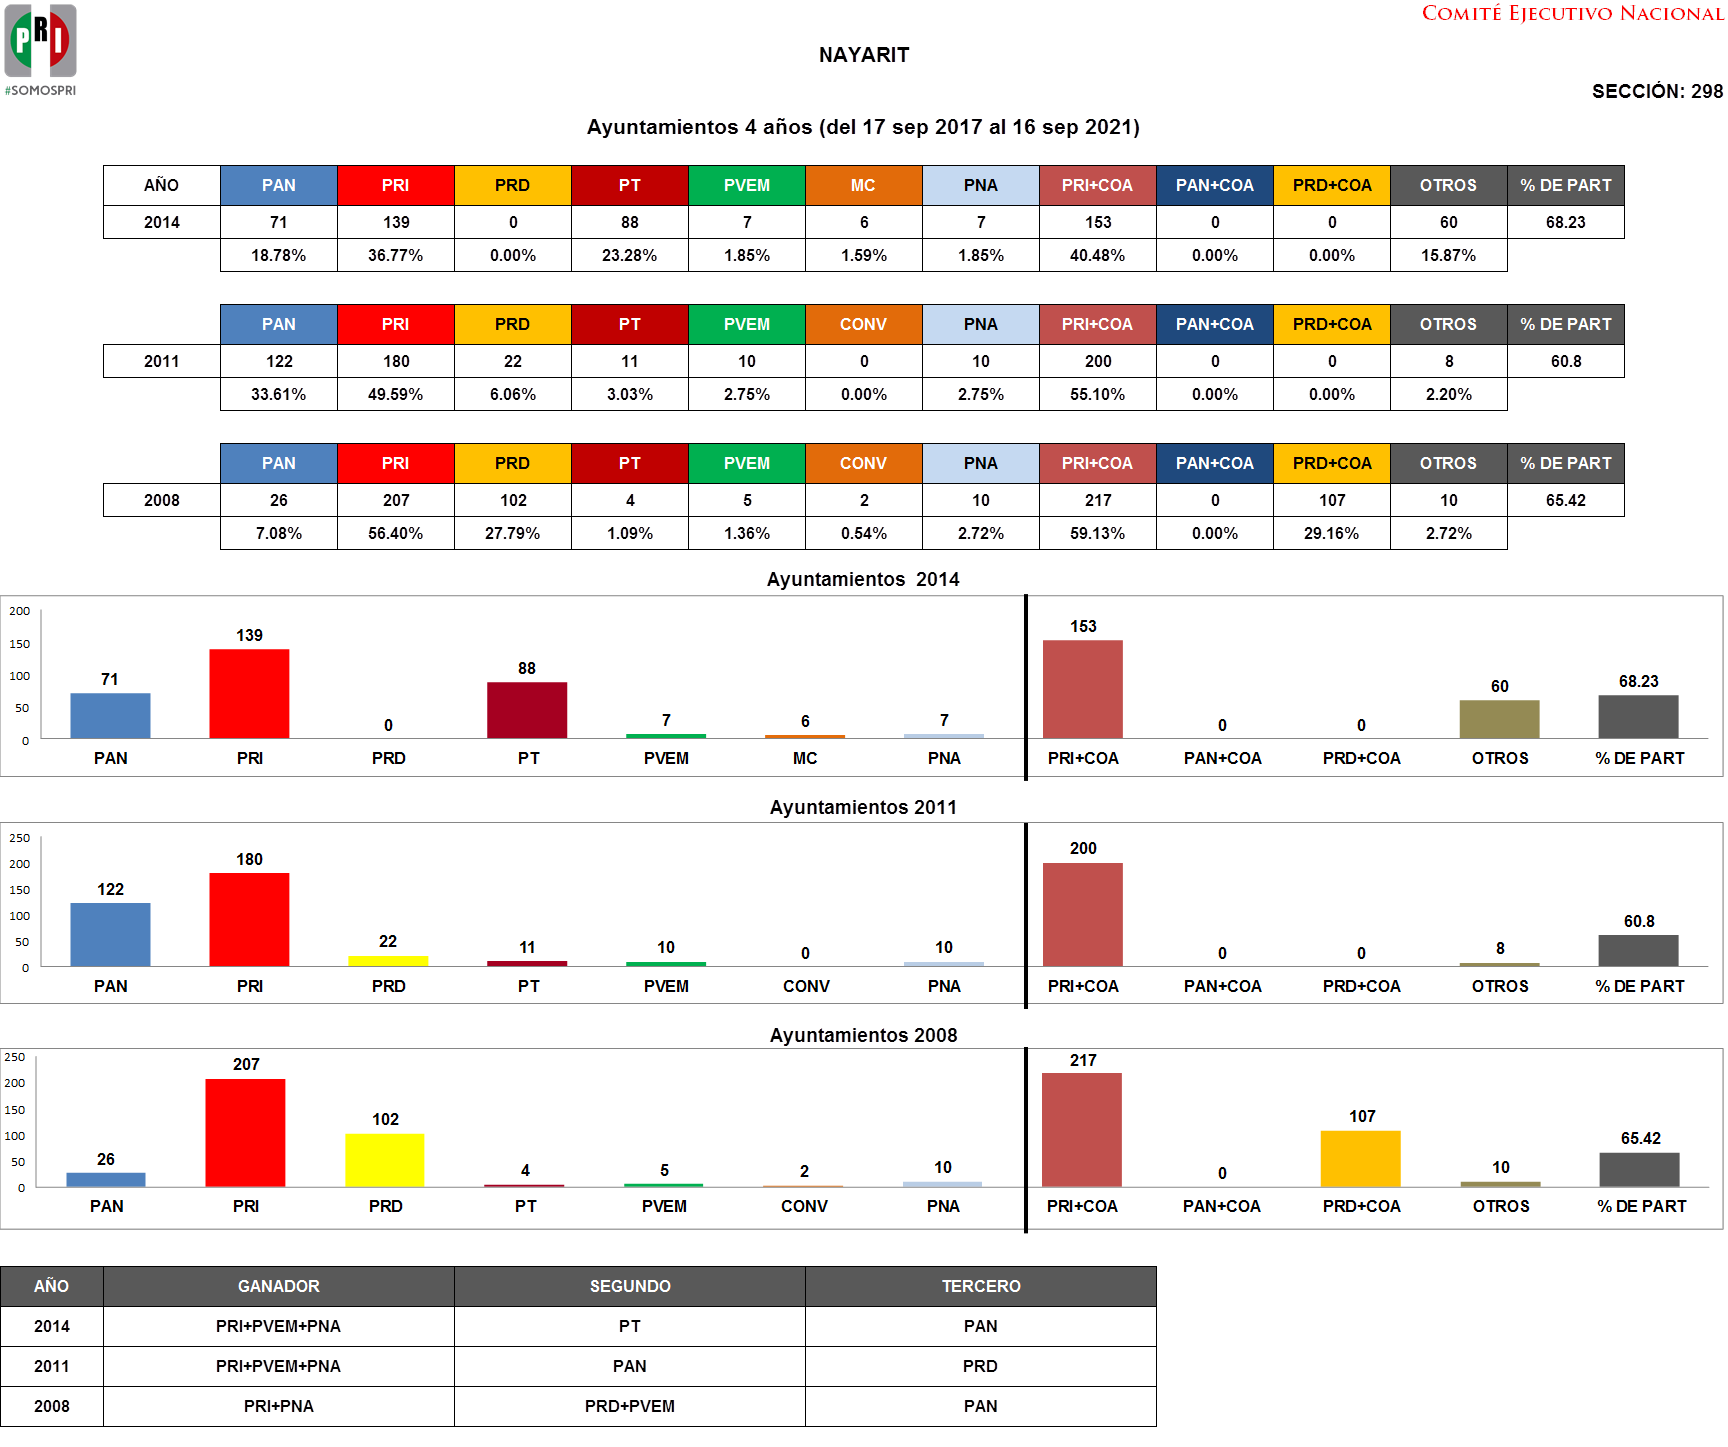 PRI
#SOMOSPRI
COMITÉ EJECUTIVO NACIONAL
NAYARIT
SECCIÓN: 298
Ayuntamientos 4 años (del 17 sep 2017 al 16 sep 2021)
AÑO PAN PRI PRD PT PVEM MC PNA PRI+COA PAN+COA PRD+COA OTROS % DE PART
2014 71 139 0 88 7 6 7 153 0 0 60 68.23
18.78% 36.77% 0.00% 23.28% 1.85% 1.59% 1.85% 40.48% 0.00% 0.00% 15.87%
PAN PRI PRD PT PVEM CONV PNA PRI+COA PAN+COA PRD+COA OTROS % DE PART
2011 122 180 22 11 10 0 10 200 0 0 8 60.8
33.61% 49.59% 6.06% 3.03% 2.75% 0.00% 2.75% 55.10% 0.00% 0.00% 2.20%
PAN PRI PRD PT PVEM CONV PNA PRI+COA PAN+COA PRD+COA OTROS % DE PART
2008 26 207 102 4 5 2 10 217 0 107 10 65.42
7.08% 56.40% 27.79% 1.09% 1.36% 0.54% 2.72% 59.13% 0.00% 29.16% 2.72%
Ayuntamientos 2014
200
150
100
50
0
71 139 0 88 7 6 7 153 0 0 60 68.23
PAN PRI PRD PT PVEM MC PNA PRI+COA PAN+COA PRD+COA OTROS % DE PART
Ayuntamientos 2011
250
200
150
100
50
0
122 180 22 11 10 0 10 200 0 0 8 60.8
PAN PRI PRD PT PVEM CONV PNA PRI+COA PAN+COA PRD+COA OTROS % DE PART
Ayuntamientos 2008
250
200
150
100
50
0
26 207 102 4 5 2 10 217 0 107 10 65.42
PAN PRI PRD PT PVEM CONV PNA PRI+COA PAN+COA PRD+COA OTROS % DE PART
AÑO GANADOR SEGUNDO TERCERO
2014 PRI+PVEM+PNA PT PAN
2011 PRI+PVEM+PNA PAN PRD
2008 PRI+PNA PRD+PVEM PAN